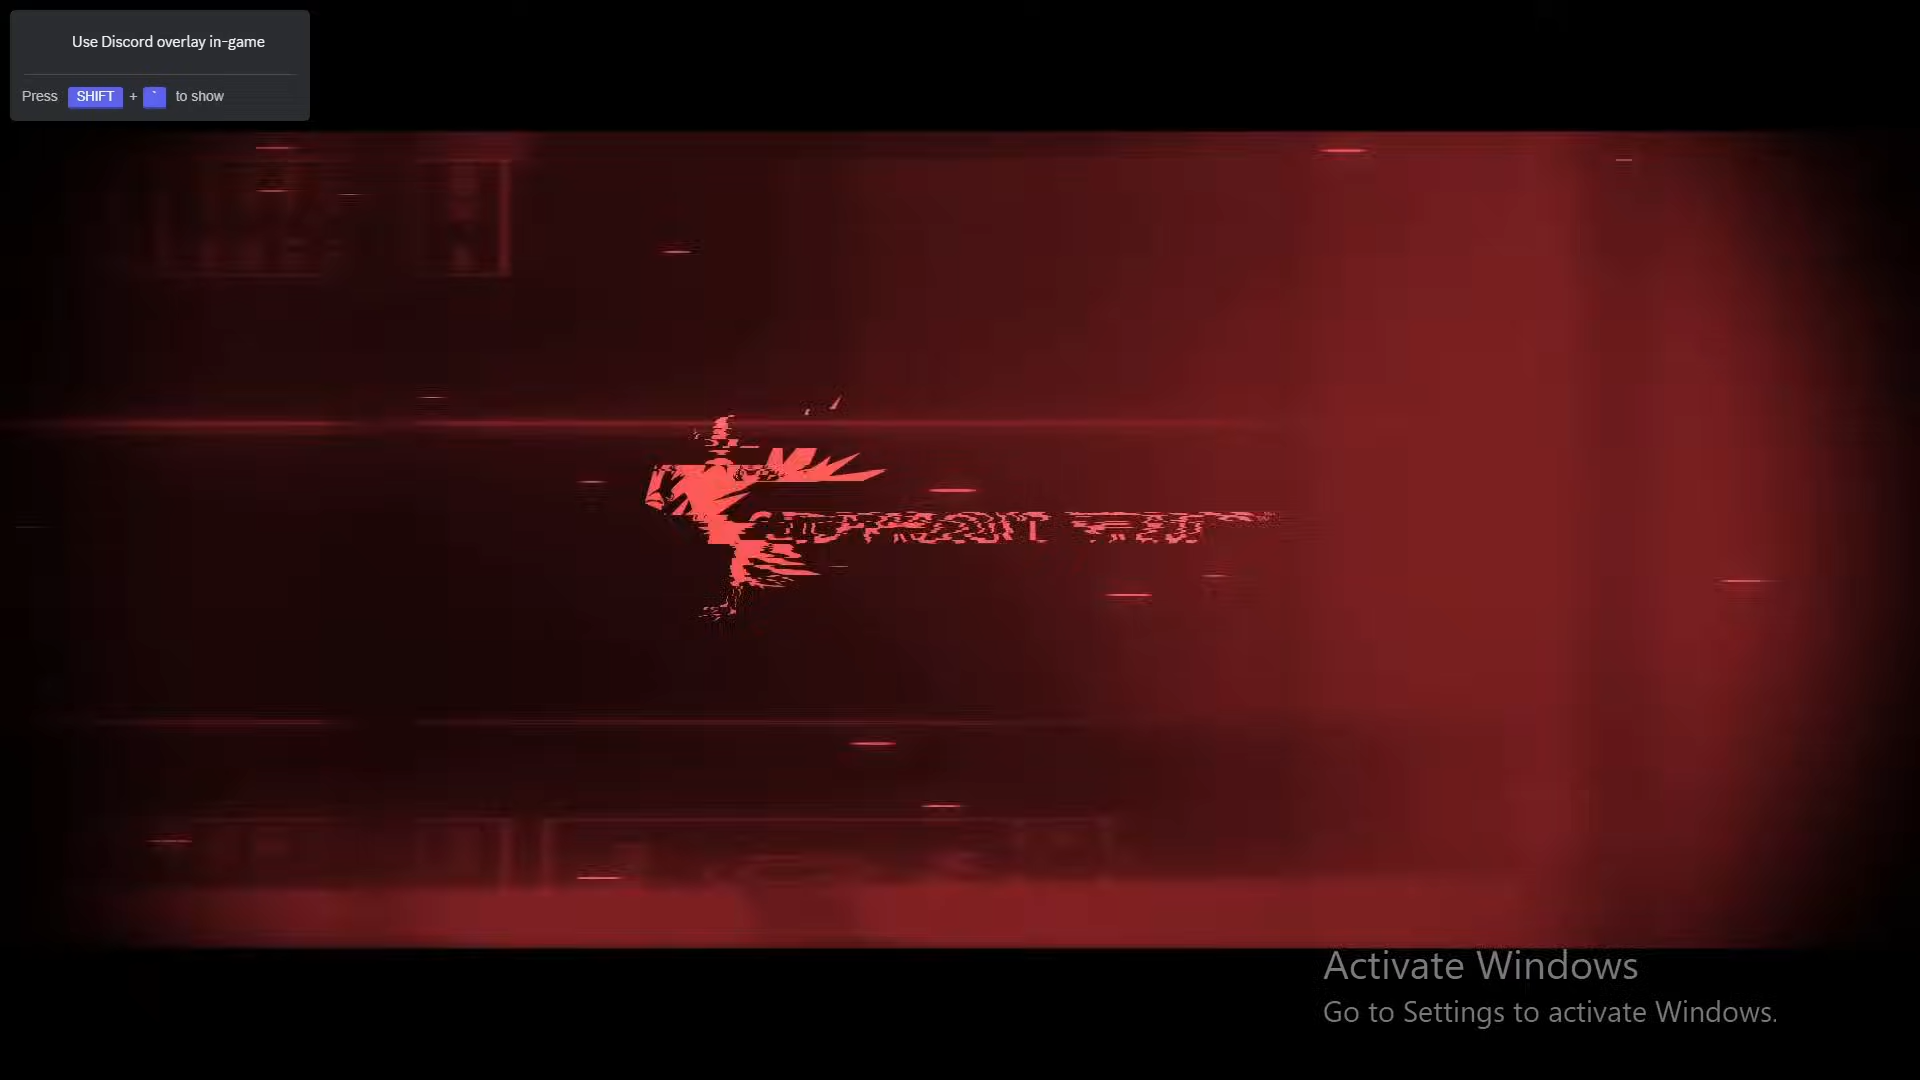 Use Discord overlay in-game
Press SHIFT + ` to show
Activate Windows
Go to Settings to activate Windows.